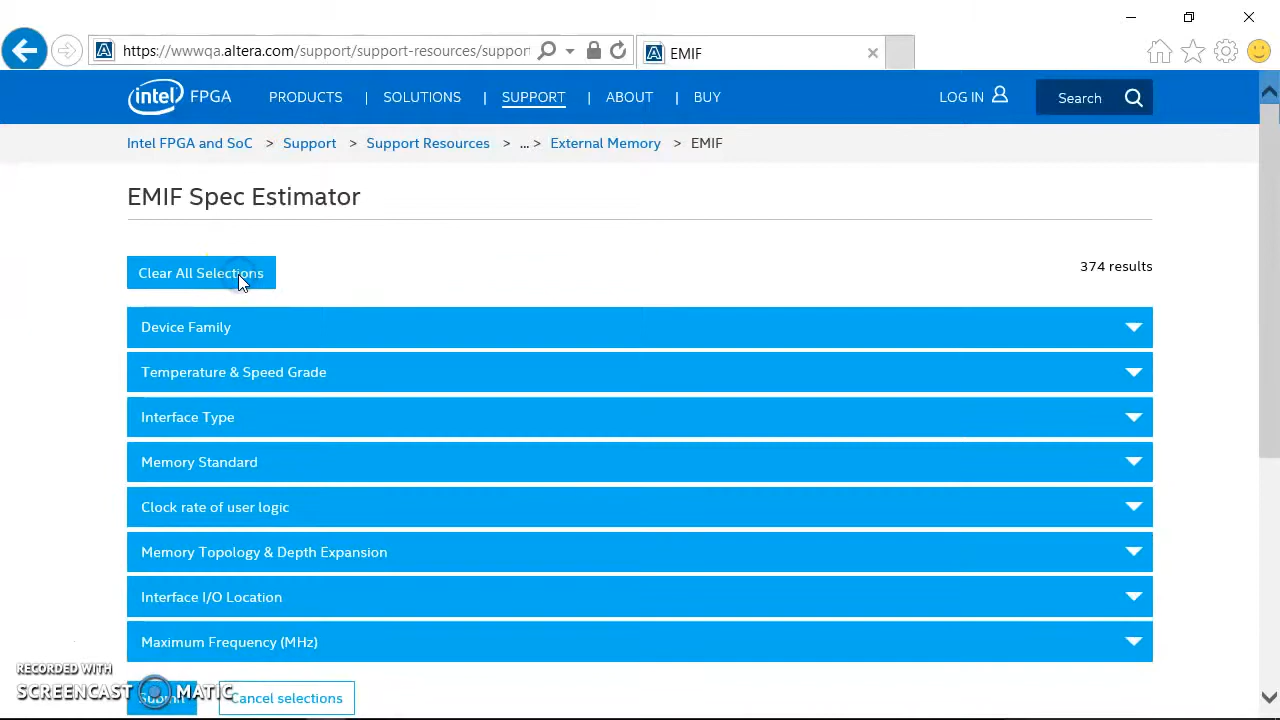 https://wwwqa.altera.com/support/support-resources/suppor
EMIF
intel FPGA
PRODUCTS | SOLUTIONS | SUPPORT | ABOUT | BUY
LOG IN
Search
Intel FPGA and SoC > Support > Support Resources > ... > External Memory > EMIF
EMIF Spec Estimator
Clear All Selections
374 results
Device Family
Temperature & Speed Grade
Interface Type
Memory Standard
Clock rate of user logic
Memory Topology & Depth Expansion
Interface I/O Location
Maximum Frequency (MHz)
RECORDED WITH
SCREENCAST MATIC
Submit
Cancel selections